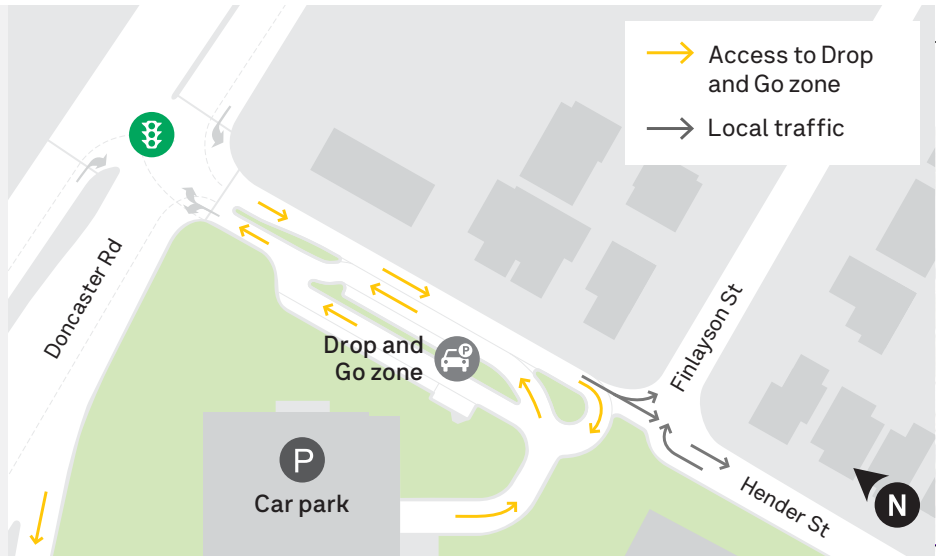 Access to Drop
and Go zone
Local traffic
Doncaster Rd
Finlayson St
Drop and
Go zone
P
P
Car park
Hender St
N